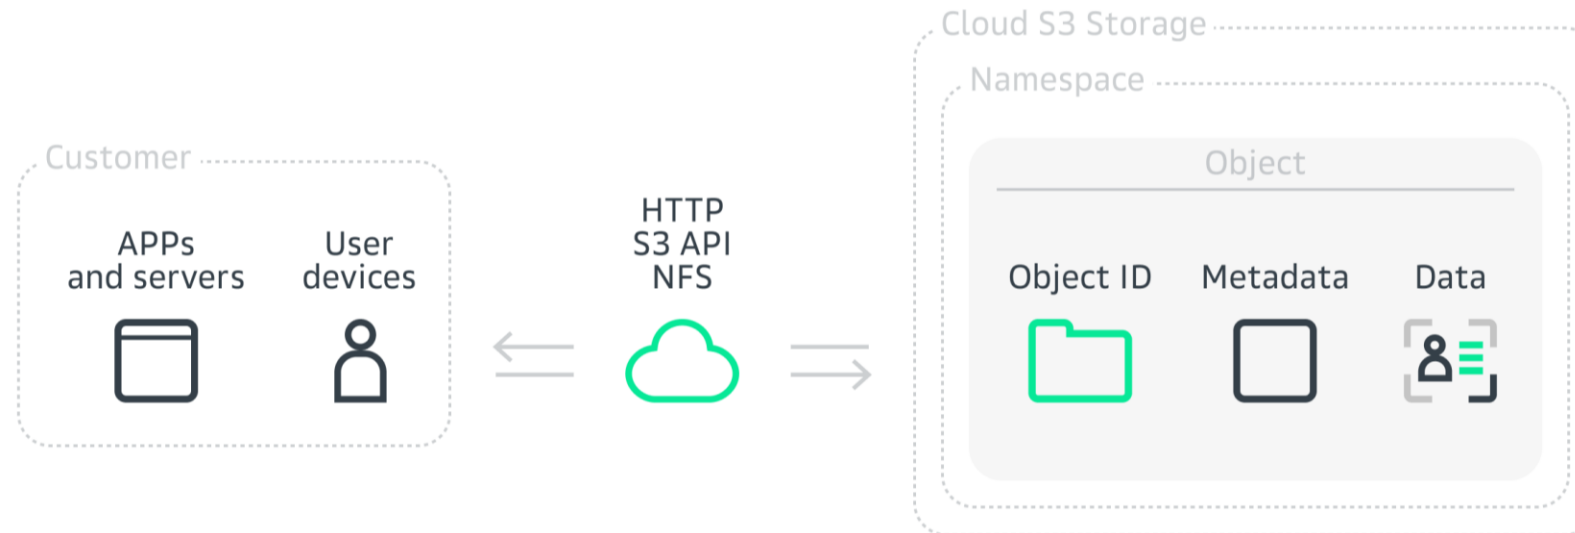 Cloud S3 Storage
Namespace
Customer
Object
HTTP
S3 API
NFS
APPs
and servers
User
devices
Object ID
Metadata
Data